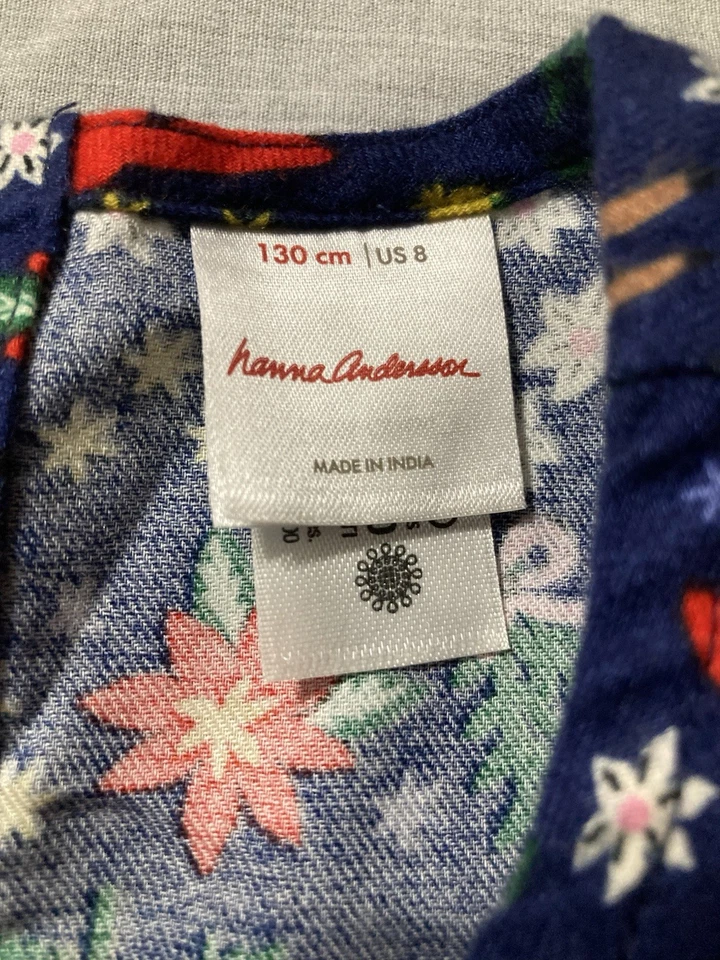 130 cm | US 8
hanna Andersson
MADE IN INDIA